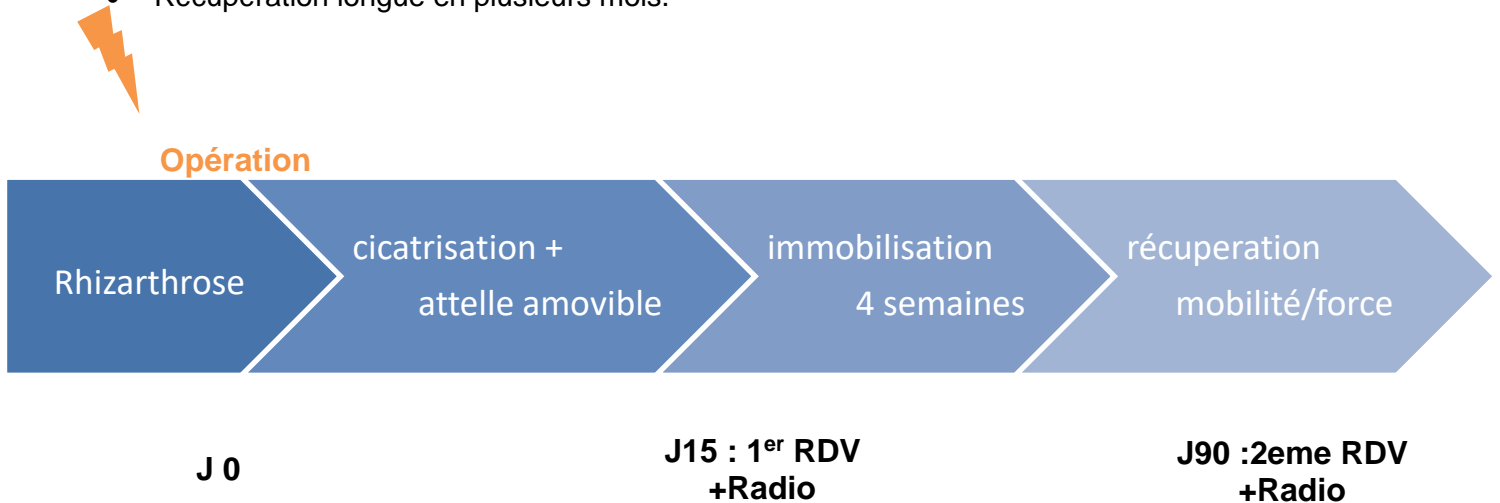 • Récupération longue en plusieurs mois.
Opération
Rhizarthrose
cicatrisation +
attelle amovible
immobilisation
4 semaines
récuperation
mobilité/force
J 0
J15 : 1er RDV
+Radio
J90 :2eme RDV
+Radio